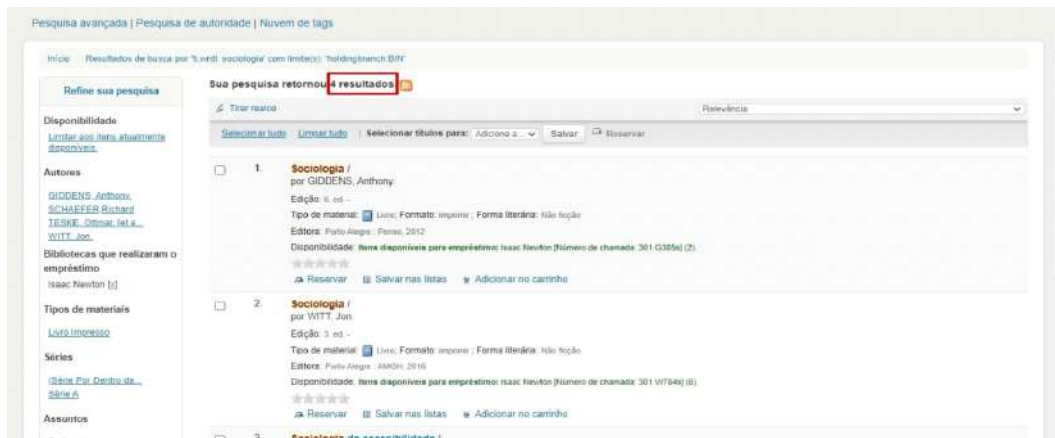 Pesquisa avançada | Pesquisa de autoridade | Nuvem de tags
Início Resultados de busca por 'ti,wrdl: sociologia' com limite(s): 'holdingbranch:BIN'
Refine sua pesquisa
Disponibilidade
Limitar aos itens atualmente
disponíveis.
Autores
GIDDENS, Anthony.
SCHAEFER Richard
TESKE, Ottmar, [et a...
WITT, Jon.
Bibliotecas que realizaram o
empréstimo
Isaac Newton [x]
Tipos de materiais
Livro Impresso
Séries
(Série Por Dentro da...
Série A
Assuntos
Sua pesquisa retornou 4 resultados
Tirar realce
Relevância
Selecionar tudo Limpar tudo | Selecionar títulos para: Adiciono a... Salvar Reservar
1. Sociologia /
por GIDDENS, Anthony.
Edição: 6. ed. -
Tipo de material: Livro; Formato: impresso ; Forma literária: Não ficção
Editora: Porto Alegre : Penso, 2012
Disponibilidade: Itens disponíveis para empréstimo: Isaac Newton [Número de chamada: 301 G385s] (2).
Reservar Salvar nas listas Adicionar no carrinho
2. Sociologia /
por WITT, Jon.
Edição: 3. ed. -
Tipo de material: Livro; Formato: impresso ; Forma literária: Não ficção
Editora: Porto Alegre : AMGH, 2016
Disponibilidade: Itens disponíveis para empréstimo: Isaac Newton [Número de chamada: 301 W784s] (8).
Reservar Salvar nas listas Adicionar no carrinho
3. Sociologia da acessibilidade /